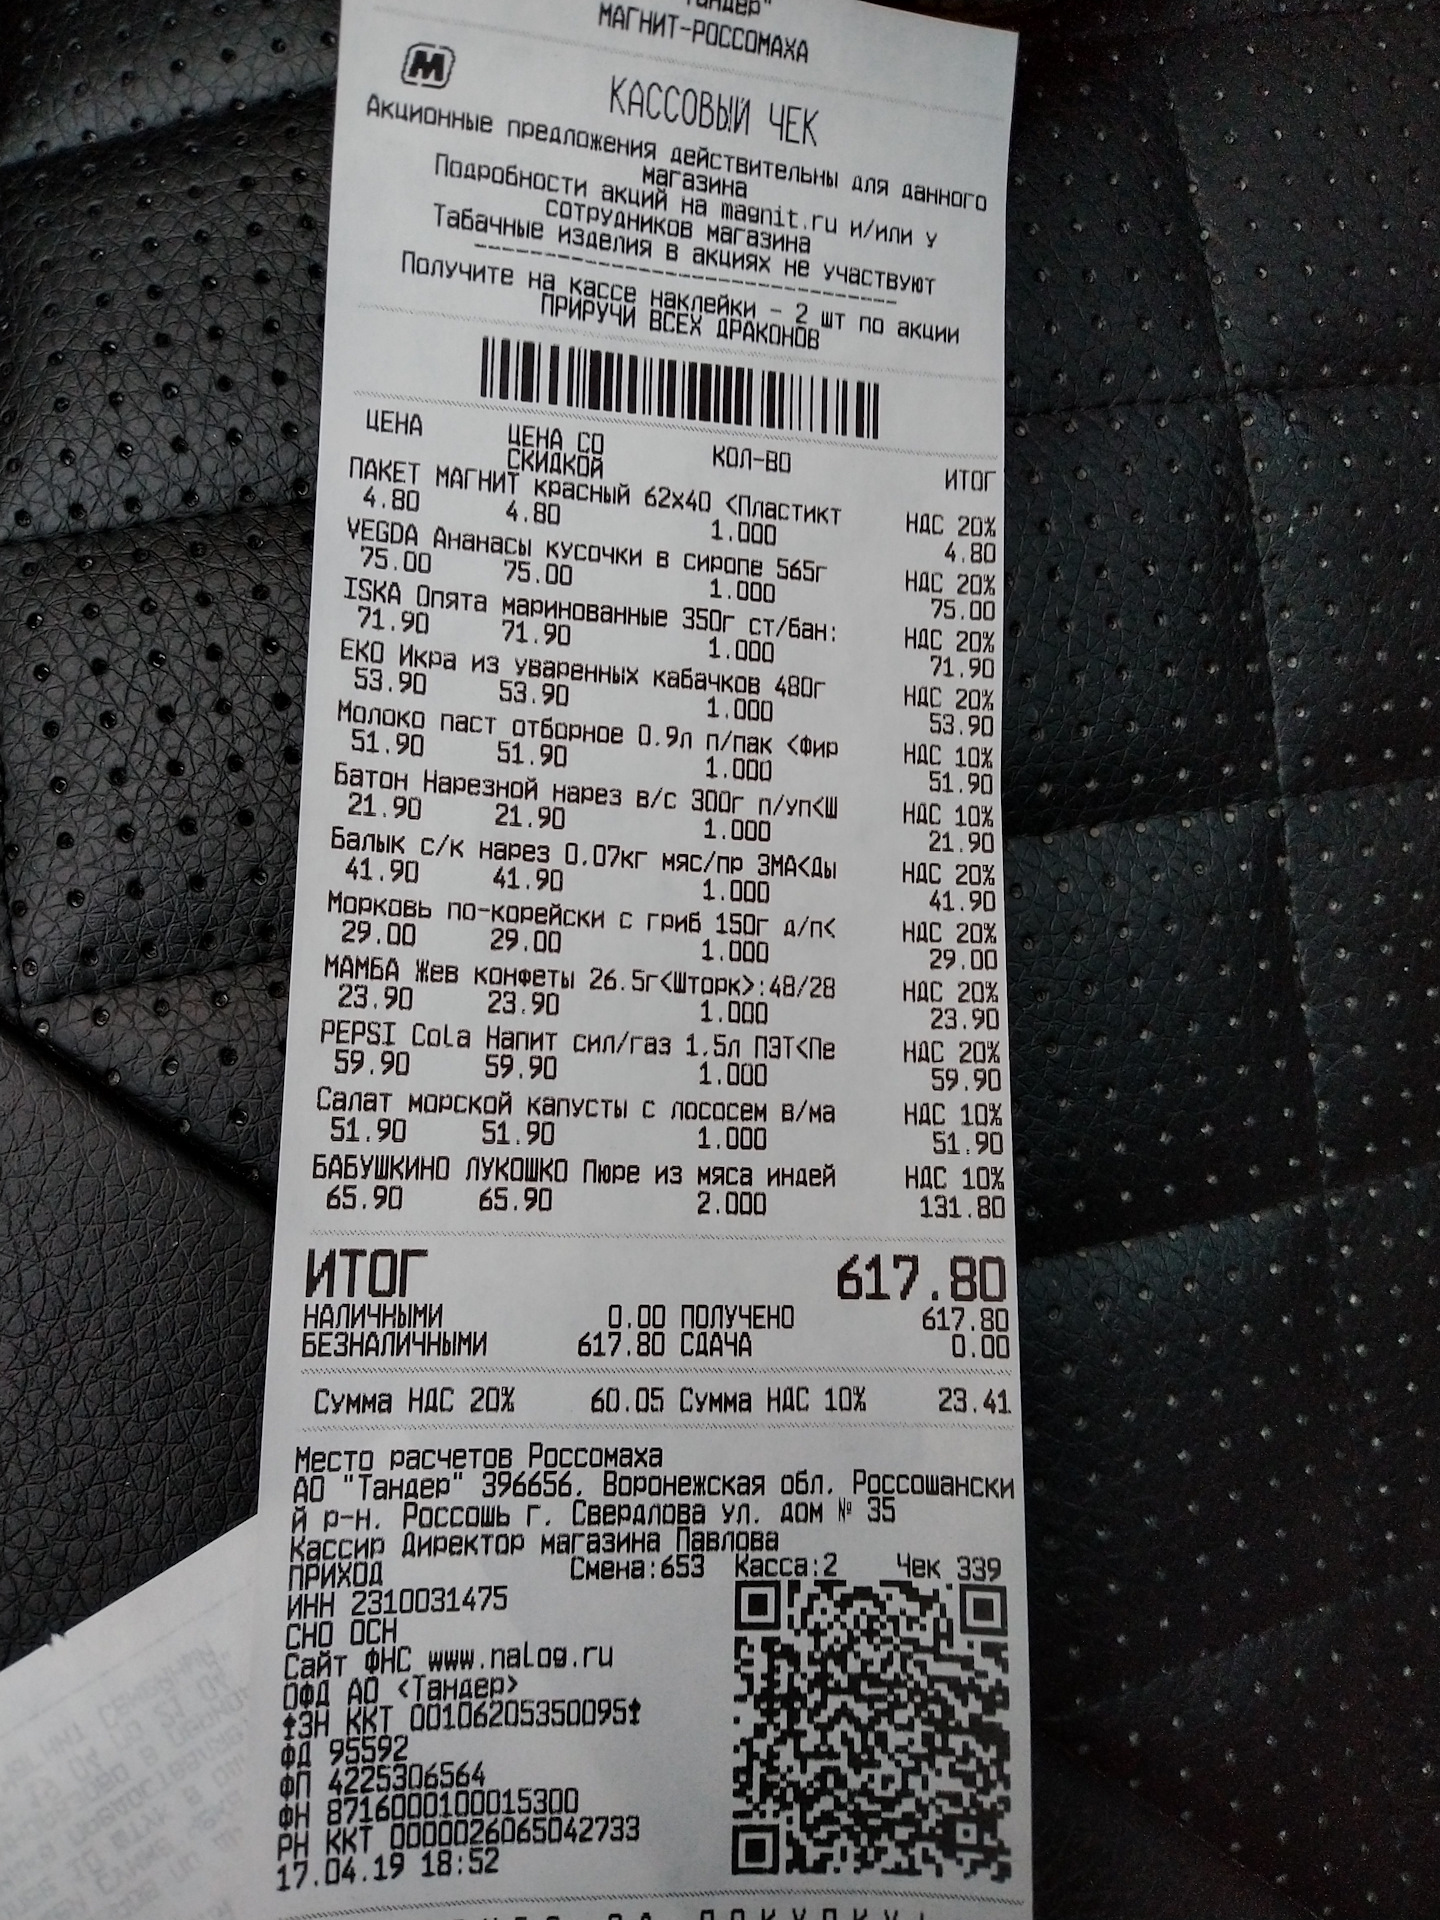 "Тандер"
МАГНИТ-РОССОМАХА
М
КАССОВЫЙ ЧЕК
Акционные предложения действительны для данного
магазина
Подробности акций на magnit.ru и/или у
сотрудников магазина
Табачные изделия в акциях не участвуют
Получите на кассе наклейки - 2 шт по акции
ПРИРУЧИ ВСЕХ ДРАКОНОВ
ЦЕНА ЦЕНА СО СКИДКОЙ КОЛ-ВО ИТОГ
ПАКЕТ МАГНИТ красный 62х40 <Пластикт НДС 20%
4.80 4.80 1.000 4.80
VEGDA Ананасы кусочки в сиропе 565г НДС 20%
75.00 75.00 1.000 75.00
ISKA Опята маринованные 350г ст/бан: НДС 20%
71.90 71.90 1.000 71.90
ЕКО Икра из уваренных кабачков 480г НДС 20%
53.90 53.90 1.000 53.90
Молоко паст отборное 0.9л п/пак <Фир НДС 10%
51.90 51.90 1.000 51.90
Батон Нарезной нарез в/с 300г п/уп<Ш НДС 10%
21.90 21.90 1.000 21.90
Балык с/к нарез 0.07кг мяс/пр ЗМА<Ды НДС 20%
41.90 41.90 1.000 41.90
Морковь по-корейски с гриб 150г д/п< НДС 20%
29.00 29.00 1.000 29.00
МАМБА Жев конфеты 26.5г<Шторк>:48/28 НДС 20%
23.90 23.90 1.000 23.90
PEPSI Cola Напит сил/газ 1.5л ПЭТ<Пе НДС 20%
59.90 59.90 1.000 59.90
Салат морской капусты с лососем в/ма НДС 10%
51.90 51.90 1.000 51.90
БАБУШКИНО ЛУКОШКО Пюре из мяса индей НДС 10%
65.90 65.90 2.000 131.80
ИТОГ 617.80
НАЛИЧНЫМИ 0.00 ПОЛУЧЕНО 617.80
БЕЗНАЛИЧНЫМИ 617.80 СДАЧА 0.00
Сумма НДС 20% 60.05 Сумма НДС 10% 23.41
Место расчетов Россомаха
АО "Тандер" 396656, Воронежская обл, Россошански
й р-н, Россошь г, Свердлова ул, дом № 35
Кассир Директор магазина Павлова
ПРИХОД Смена:653 Касса:2 Чек 339
ИНН 2310031475
СНО ОСН
Сайт ФНС www.nalog.ru
ОФД АО <Тандер>
ЗН ККТ 00106205350095
ФД 95592
ФП 4225306564
ФН 8716000100015300
РН ККТ 0000026065042733
17.04.19 18:52
ПОКУПКУ!